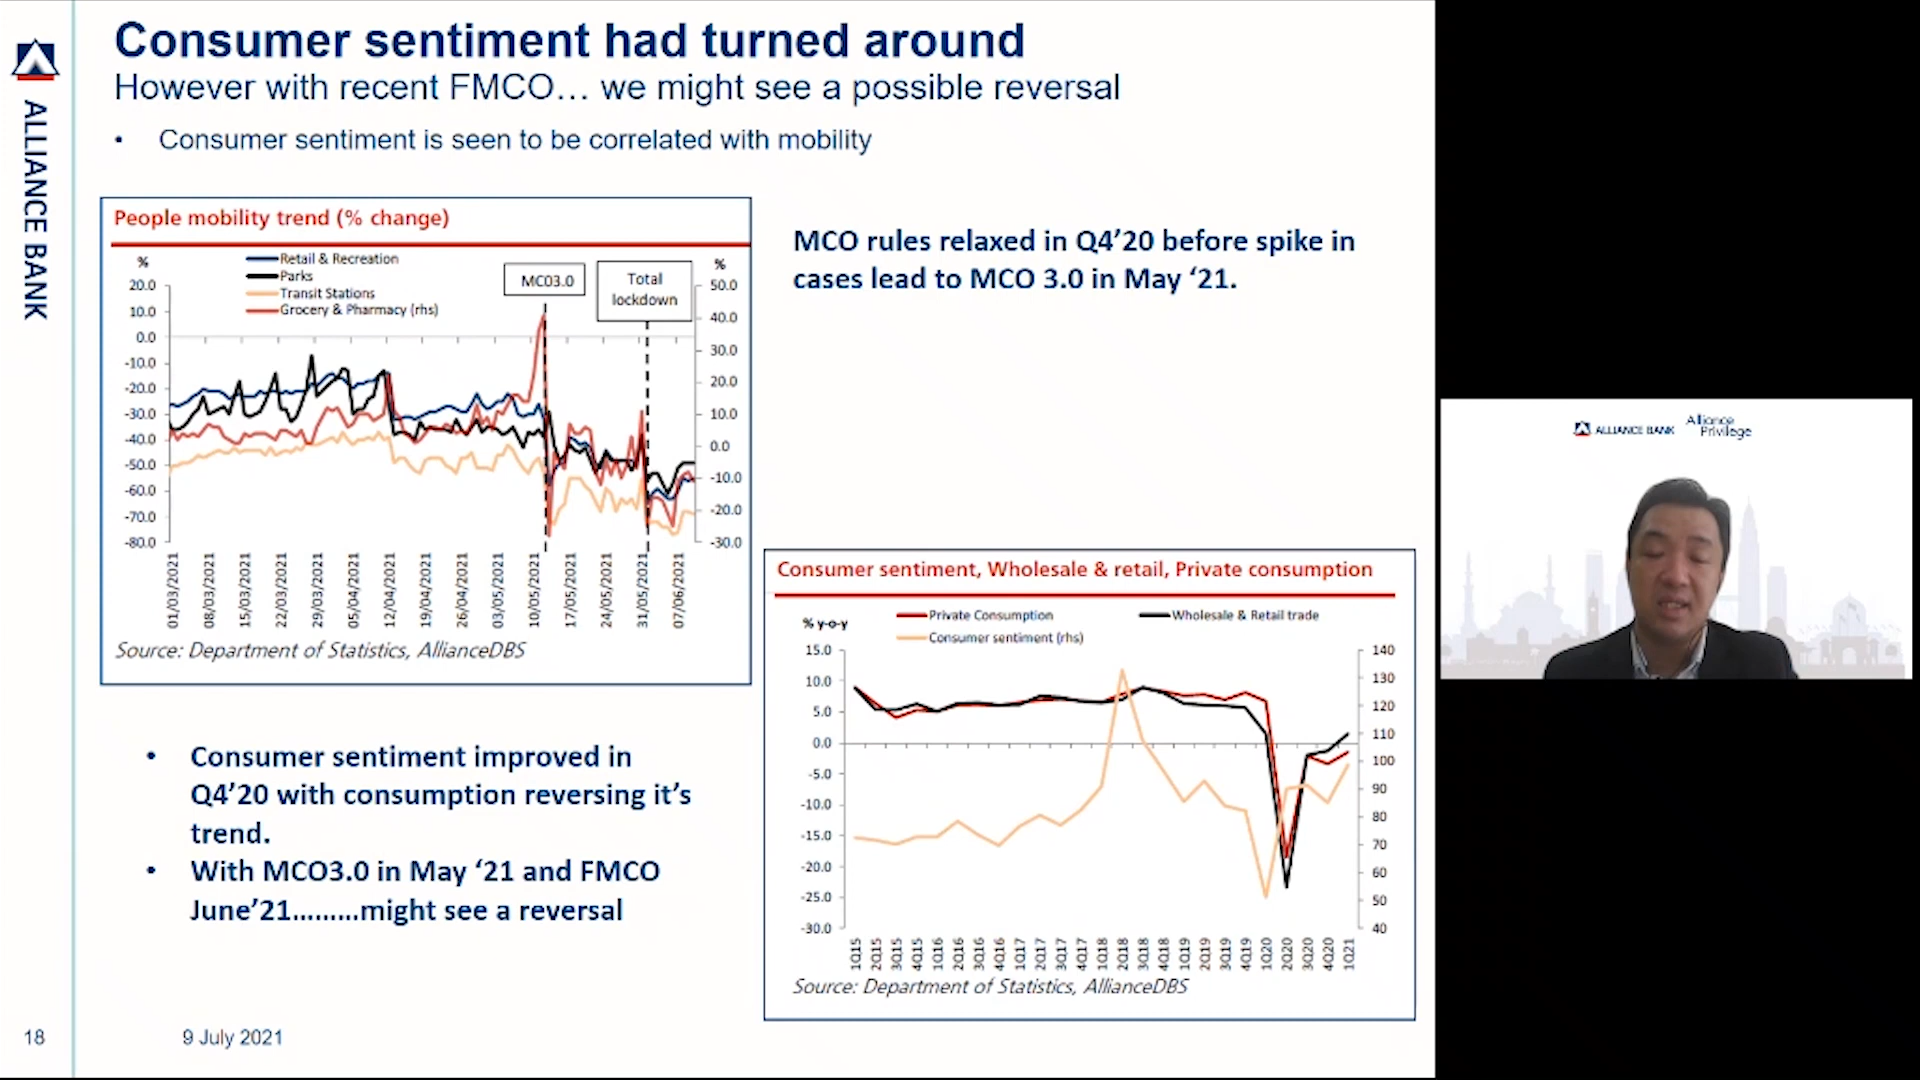 Consumer sentiment had turned around
However with recent FMCO... we might see a possible reversal
• Consumer sentiment is seen to be correlated with mobility
ALLIANCE BANK
People mobility trend (% change)
%
Retail & Recreation
Parks
Transit Stations
Grocery & Pharmacy (rhs)
MC03.0
Total
lockdown
%
20.0
10.0
0.0
-10.0
-20.0
-30.0
-40.0
-50.0
-60.0
-70.0
-80.0
50.0
40.0
30.0
20.0
10.0
0.0
-10.0
-20.0
-30.0
01/03/2021
08/03/2021
15/03/2021
22/03/2021
29/03/2021
05/04/2021
12/04/2021
19/04/2021
26/04/2021
03/05/2021
10/05/2021
17/05/2021
24/05/2021
31/05/2021
07/06/2021
Source: Department of Statistics, AllianceDBS
MCO rules relaxed in Q4’20 before spike in
cases lead to MCO 3.0 in May ‘21.
• Consumer sentiment improved in
Q4’20 with consumption reversing it’s
trend.
• With MCO3.0 in May ‘21 and FMCO
June’21………might see a reversal
Consumer sentiment, Wholesale & retail, Private consumption
% y-o-y
Private Consumption
Wholesale & Retail trade
Consumer sentiment (rhs)
15.0
10.0
5.0
0.0
-5.0
-10.0
-15.0
-20.0
-25.0
-30.0
140
130
120
110
100
90
80
70
60
50
40
1Q15
2Q15
3Q15
4Q15
1Q16
2Q16
3Q16
4Q16
1Q17
2Q17
3Q17
4Q17
1Q18
2Q18
3Q18
4Q18
1Q19
2Q19
3Q19
4Q19
1Q20
2Q20
3Q20
4Q20
1Q21
Source: Department of Statistics, AllianceDBS
18
9 July 2021
ALLIANCE BANK
Alliance
Privilege